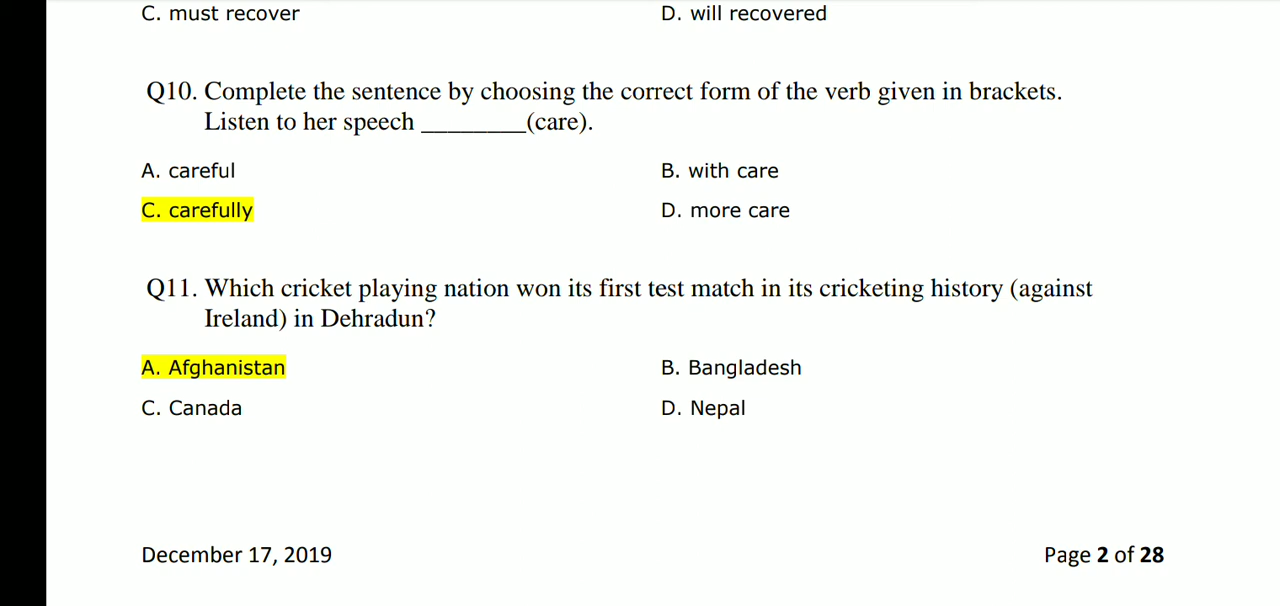 C. must recover D. will recovered
Q10. Complete the sentence by choosing the correct form of the verb given in brackets.
Listen to her speech ________(care).
A. careful B. with care
C. carefully D. more care
Q11. Which cricket playing nation won its first test match in its cricketing history (against
Ireland) in Dehradun?
A. Afghanistan B. Bangladesh
C. Canada D. Nepal
December 17, 2019 Page 2 of 28